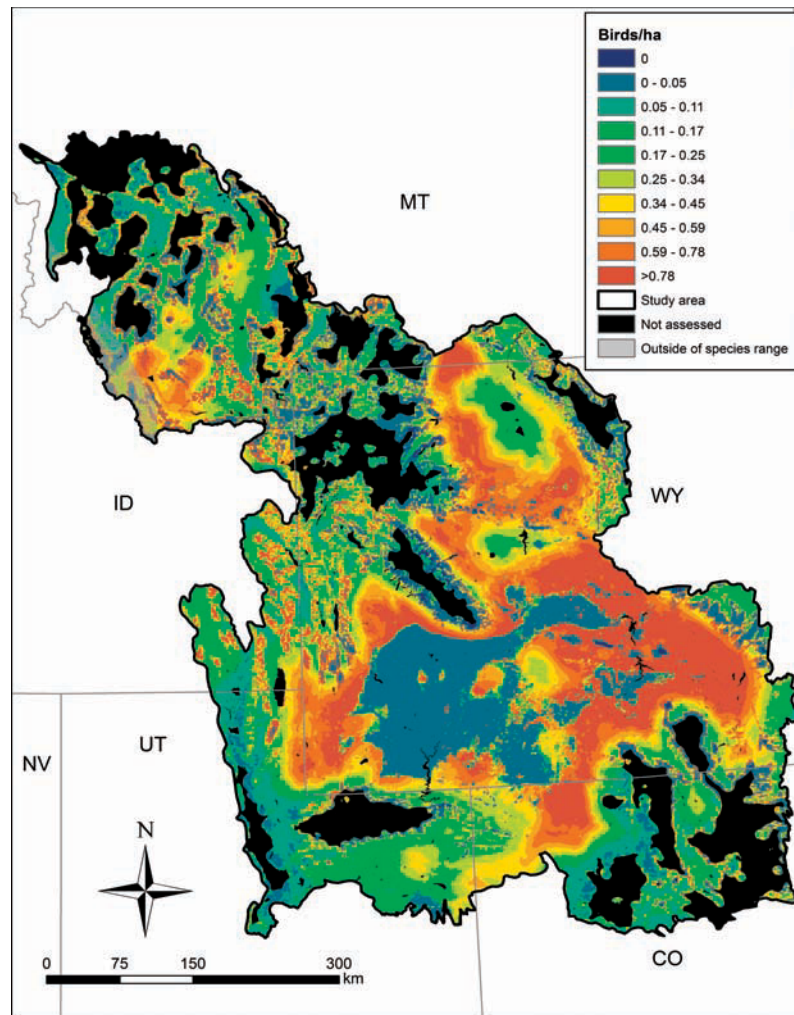 Birds/ha
0
0 - 0.05
0.05 - 0.11
0.11 - 0.17
0.17 - 0.25
0.25 - 0.34
0.34 - 0.45
0.45 - 0.59
0.59 - 0.78
>0.78
Study area
Not assessed
Outside of species range
MT
ID
WY
NV
UT
N
CO
0 75 150 300
km